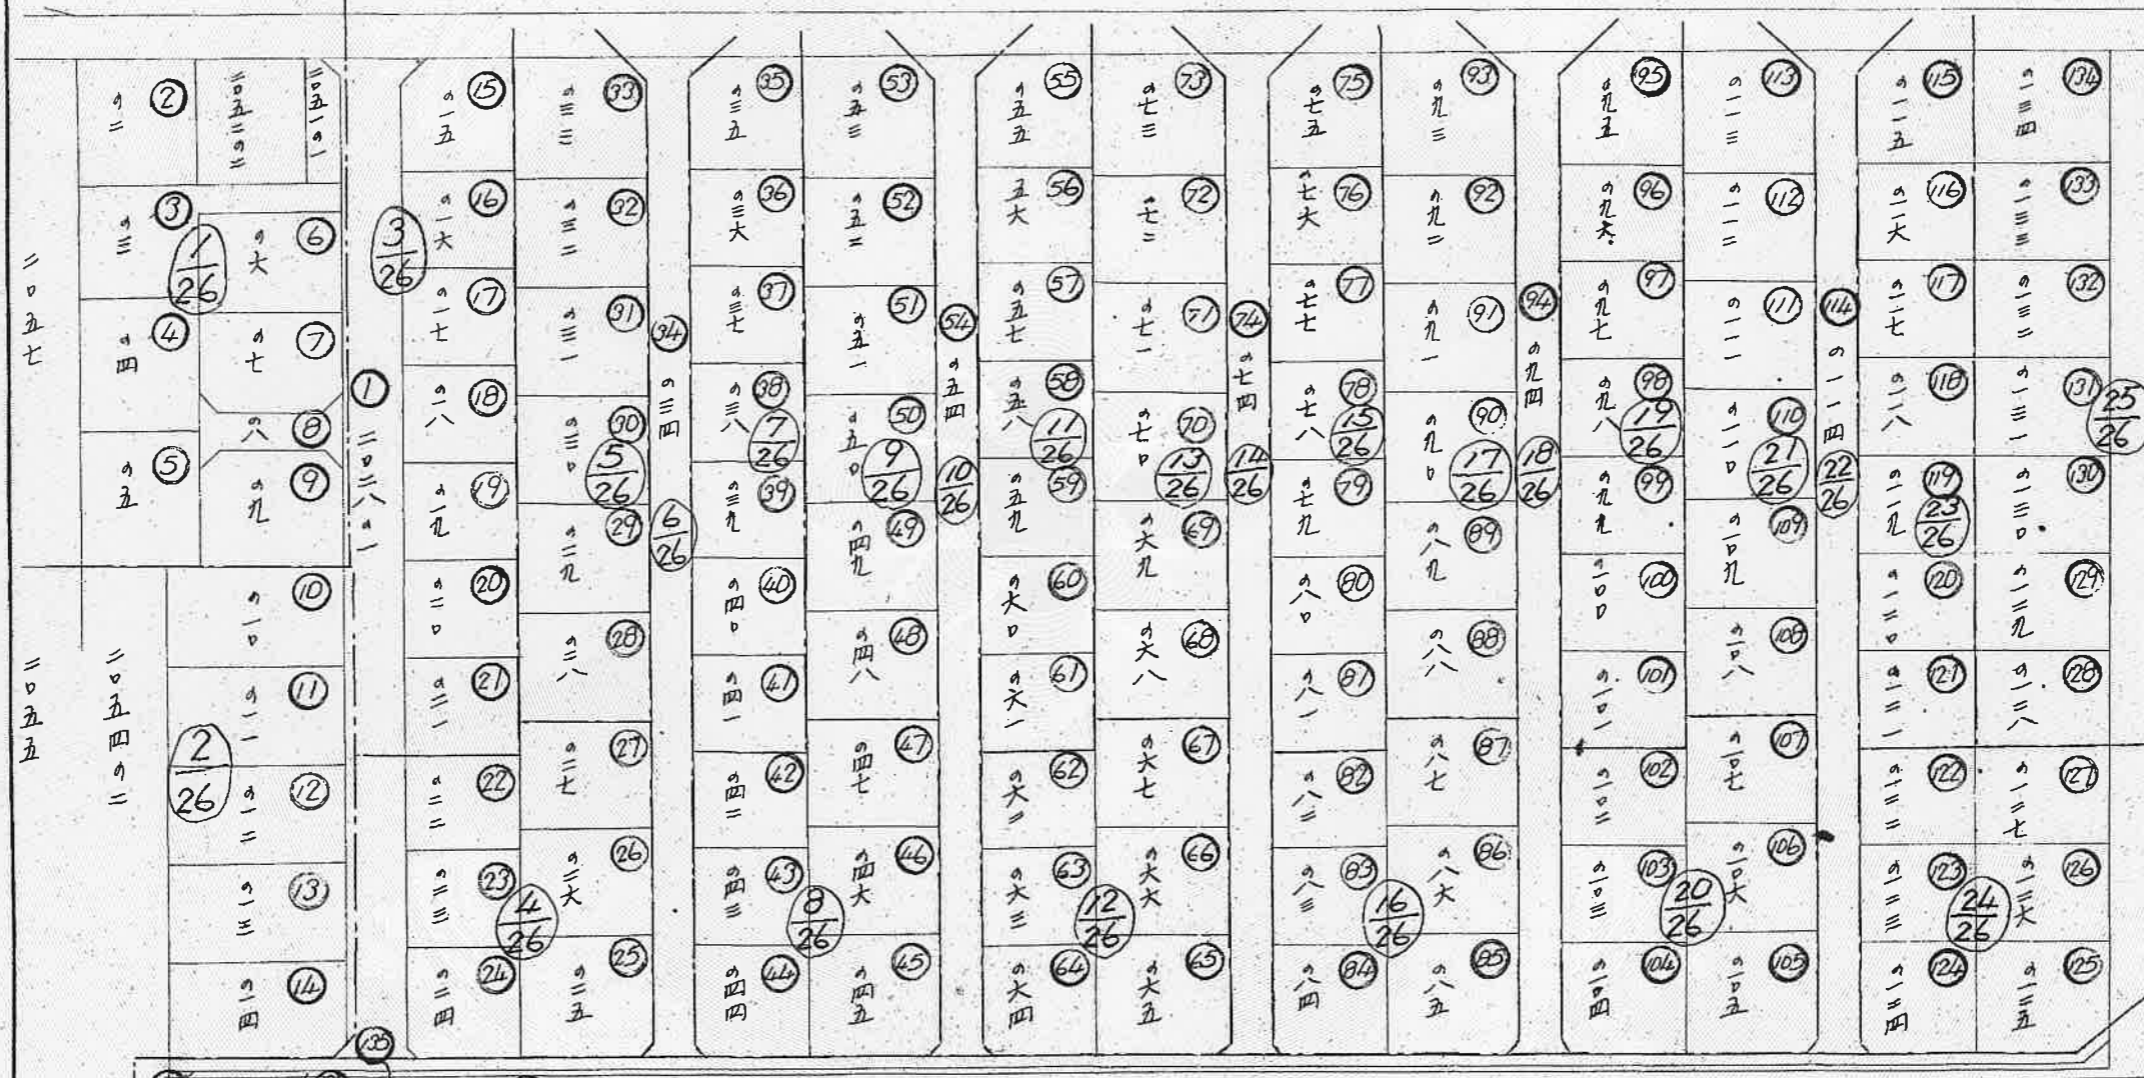 二〇五七
二〇五五
二〇五四の二
の二 2
二〇五二の二
二〇五一の一
の三 3
の四 4
の五 5
1/26
の六 6
の七 7
の八 8
の九 9
の一〇 10
の一一 11
の一二 12
の一三 13
の一四 14
2/26
3/26
1
二〇二八の一
135
の一五 15
の一六 16
の一七 17
の一八 18
の一九 19
の二〇 20
の二一 21
の二二 22
の二三 23
の二四 24
4/26
の三三 33
の三二 32
の三一 31
の三〇 30
5/26
の二九 29
の二八 28
の二七 27
の二六 26
の二五 25
34
の三四
6/26
の三五 35
の三六 36
の三七 37
の三八 38
7/26
の三九 39
の四〇 40
の四一 41
の四二 42
の四三 43
の四四 44
8/26
の五三 53
の五二 52
の五一 51
の五〇 50
9/26
の四九 49
の四八 48
の四七 47
の四六 46
の四五 45
54
の五四
10/26
の五五 55
五六 56
の五七 57
の五八 58
11/26
の五九 59
の六〇 60
の六一 61
の六二 62
の六三 63
の六四 64
12/26
の七三 73
の七二 72
の七一 71
の七〇 70
13/26
の六九 69
の六八 68
の六七 67
の六六 66
の六五 65
74
の七四
14/26
の七五 75
の七六 76
の七七 77
の七八 78
15/26
の七九 79
の八〇 80
の八一 81
の八二 82
の八三 83
の八四 84
16/26
の九三 93
の九二 92
の九一 91
の九〇 90
17/26
の八九 89
の八八 88
の八七 87
の八六 86
の八五 85
94
の九四
18/26
の九五 95
の九六 96
の九七 97
の九八 98
19/26
の九九 99
の一〇〇 100
の一〇一 101
の一〇二 102
の一〇三 103
の一〇四 104
20/26
の一一三 113
の一一二 112
の一一一 111
の一一〇 110
21/26
の一〇九 109
の一〇八 108
の一〇七 107
の一〇六 106
の一〇五 105
114
の一一四
22/26
の一一五 115
の一一六 116
の一一七 117
の一一八 118
の一一九 119
23/26
の一二〇 120
の一二一 121
の一二二 122
の一二三 123
の一二四 124
24/26
の一三四 134
の一三三 133
の一三二 132
の一三一 131
25/26
の一三〇 130
の一二九 129
の一二八 128
の一二七 127
の一二六 126
の一二五 125